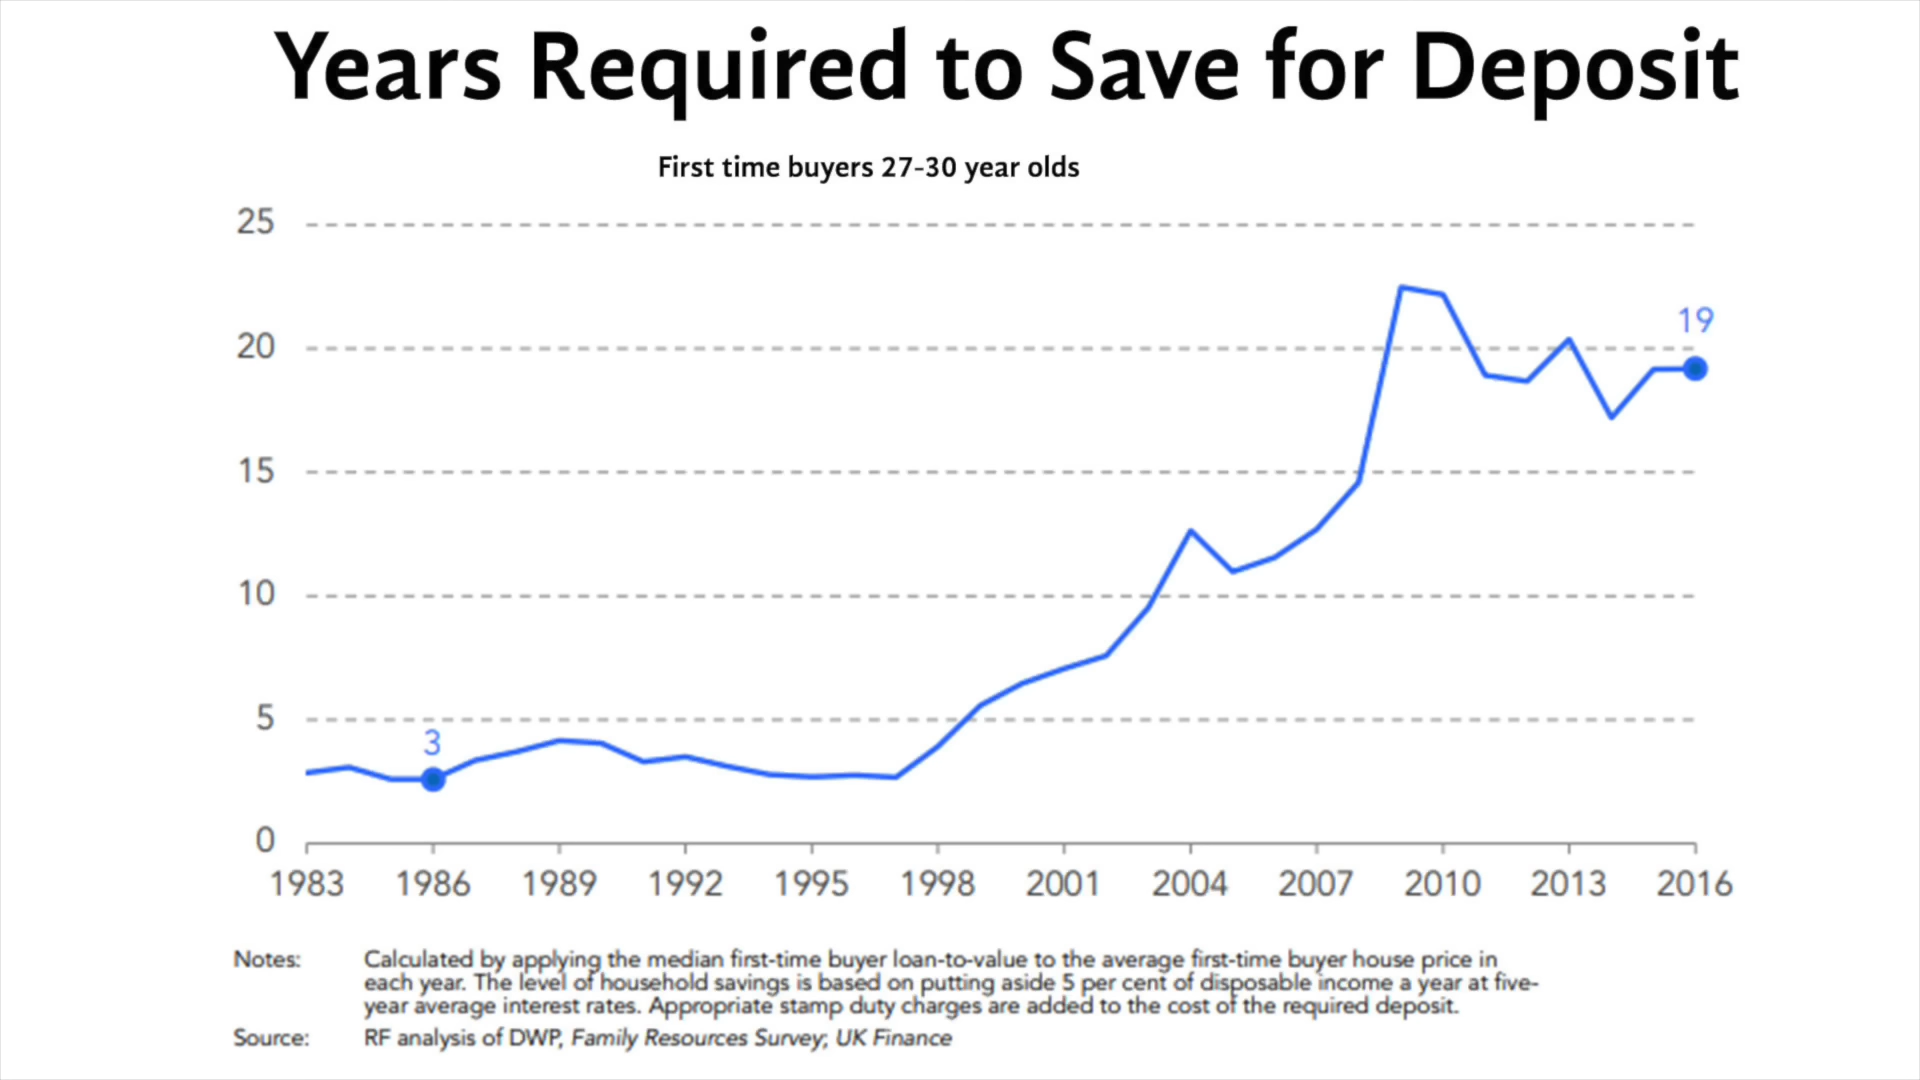 Years Required to Save for Deposit
First time buyers 27-30 year olds
25
20
15
10
5
0
3
19
1983 1986 1989 1992 1995 1998 2001 2004 2007 2010 2013 2016
Notes: Calculated by applying the median first-time buyer loan-to-value to the average first-time buyer house price in
each year. The level of household savings is based on putting aside 5 per cent of disposable income a year at five-
year average interest rates. Appropriate stamp duty charges are added to the cost of the required deposit.
Source: RF analysis of DWP, Family Resources Survey; UK Finance